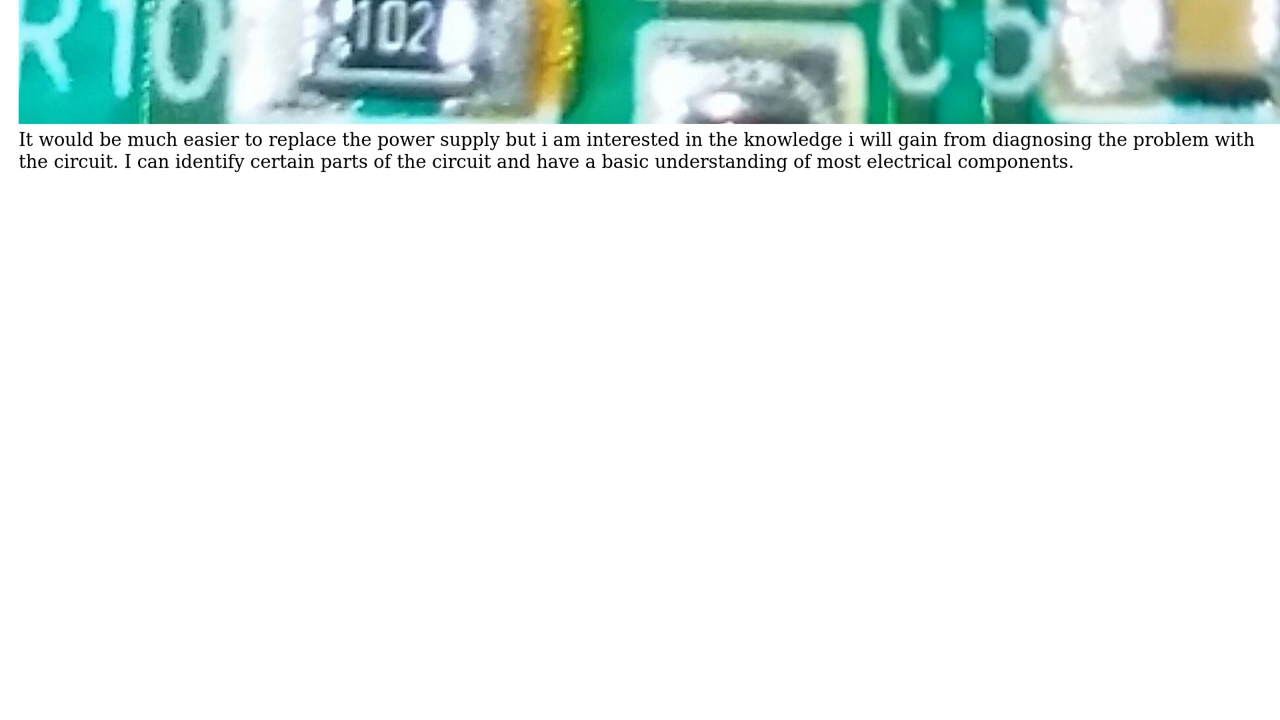 R10
102
C5
It would be much easier to replace the power supply but i am interested in the knowledge i will gain from diagnosing the problem with
the circuit. I can identify certain parts of the circuit and have a basic understanding of most electrical components.